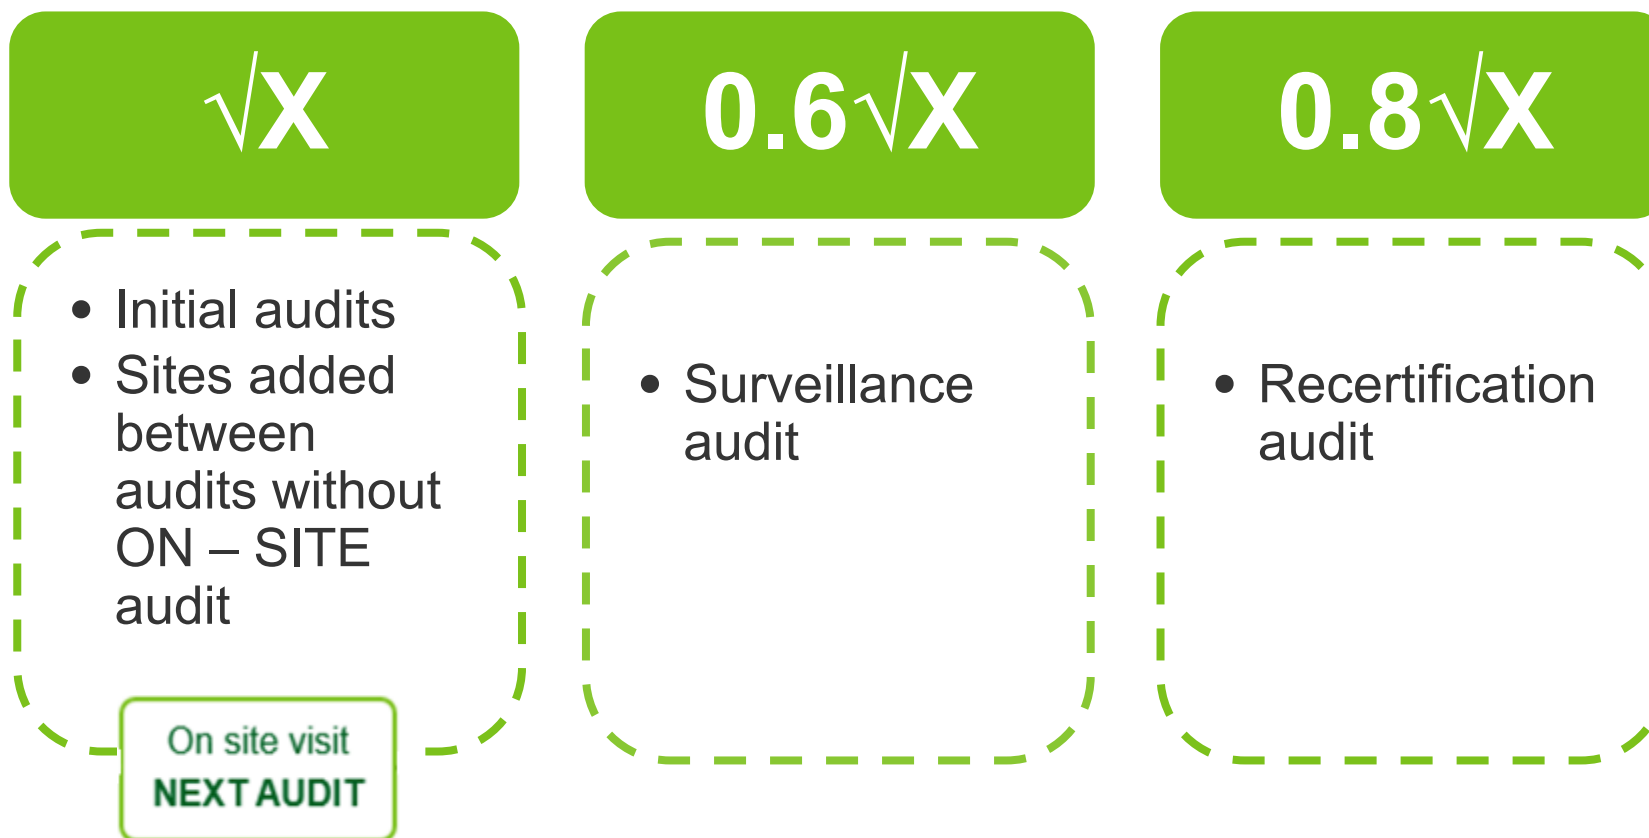 √X
• Initial audits
• Sites added
between
audits without
ON – SITE
audit
On site visit
NEXT AUDIT
0.6√X
• Surveillance
audit
0.8√X
• Recertification
audit